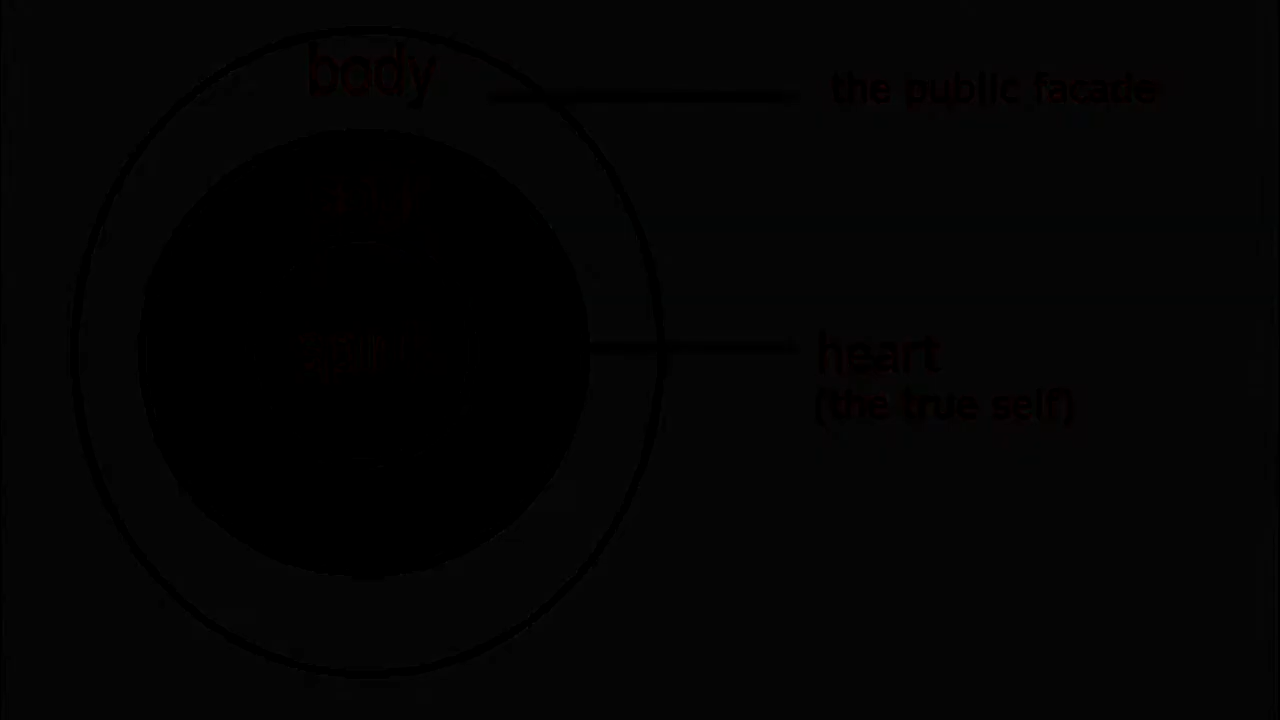 body
the public facade
heart
(the true self)